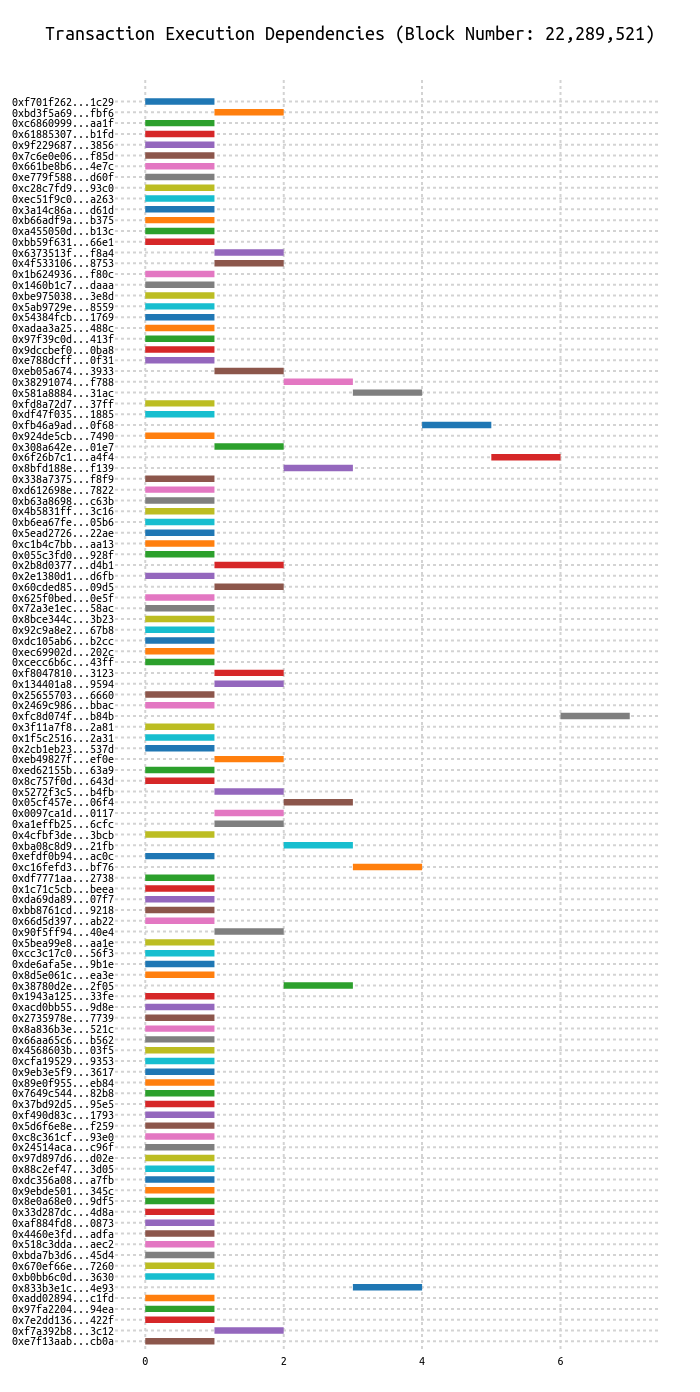 Transaction Execution Dependencies (Block Number: 22,289,521)
0xf701f262...1c29
0xbd3f5a69...fbf6
0xc6860999...aa1f
0x61885307...b1fd
0x9f229687...3856
0x7c6e0e06...f85d
0x661be8b6...4e7c
0xe779f588...d60f
0xc28c7fd9...93c0
0xec51f9c0...a263
0x3a14c86a...d61d
0xb66adf9a...b375
0xa455050d...b13c
0xbb59f631...66e1
0x6373513f...f8a4
0x4f533106...8753
0x1b624936...f80c
0x1460b1c7...daaa
0xbe975038...3e8d
0x5ab9729e...8559
0x54384fcb...1769
0xadaa3a25...488c
0x97f39c0d...413f
0x9dccbef0...0ba8
0xe788dcff...0f31
0xeb05a674...3933
0x38291074...f788
0x581a8884...31ac
0xfd8a72d7...37ff
0xdf47f035...1885
0xfb46a9ad...0f68
0x924de5cb...7490
0x308a642e...01e7
0x6f26b7c1...a4f4
0x8bfd188e...f139
0x338a7375...f8f9
0xd612698e...7822
0xb63a8698...c63b
0x4b5831ff...3c16
0xb6ea67fe...05b6
0x5ead2726...22ae
0xc1b4c7bb...aa13
0x055c3fd0...928f
0x2b8d0377...d4b1
0x2e1380d1...d6fb
0x60cded85...09d5
0x625f0bed...0e5f
0x72a3e1ec...58ac
0x8bce344c...3b23
0x92c9a8e2...67b8
0xdc105ab6...b2cc
0xec69902d...202c
0xcecc6b6c...43ff
0xf8047810...3123
0x134401a8...9594
0x25655703...6660
0x2469c986...bbac
0xfc8d074f...b84b
0x3f11a7f8...2a81
0x1f5c2516...2a31
0x2cb1eb23...537d
0xeb49827f...ef0e
0xed62155b...63a9
0x8c757f0d...643d
0x5272f3c5...b4fb
0x05cf457e...06f4
0x0097ca1d...0117
0xa1effb25...6cfc
0x4cfbf3de...3bcb
0xba08c8d9...21fb
0xefdf0b94...ac0c
0xc16fefd3...bf76
0xdf7771aa...2738
0x1c71c5cb...beea
0xda69da89...07f7
0xbb8761cd...9218
0x66d5d397...ab22
0x90f5ff94...40e4
0x5bea99e8...aa1e
0xcc3c17c0...56f3
0xde6afa5e...9b1e
0x8d5e061c...ea3e
0x38780d2e...2f05
0x1943a125...33fe
0xacd0bb55...9d8e
0x2735978e...7739
0x8a836b3e...521c
0x66aa65c6...b562
0x4568603b...03f5
0xcfa19529...9353
0x9eb3e5f9...3617
0x89e0f955...eb84
0x7649c544...82b8
0x37bd92d5...95e5
0xf490d83c...1793
0x5d6f6e8e...f259
0xc8c361cf...93e0
0x24514aca...c96f
0x97d897d6...d02e
0x88c2ef47...3d05
0xdc356a08...a7fb
0x9ebde501...345c
0x8e0a68e0...9df5
0x33d287dc...4d8a
0xaf884fd8...0873
0x4460e3fd...adfa
0x518c3dda...aec2
0xbda7b3d6...45d4
0x670ef66e...7260
0xb0bb6c0d...3630
0x833b3e1c...4e93
0xadd02894...c1fd
0x97fa2204...94ea
0x7e2dd136...422f
0xf7a392b8...3c12
0xe7f13aab...cb0a
0 2 4 6